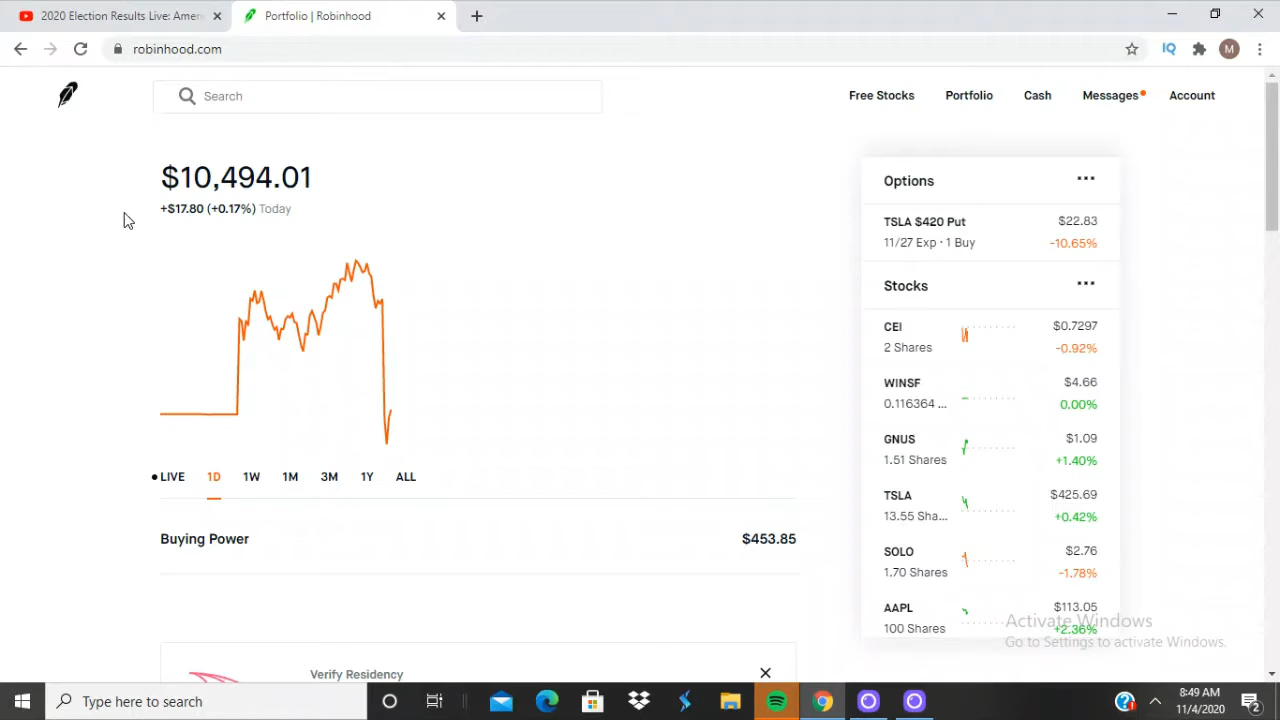 2020 Election Results Live: Amer
Portfolio | Robinhood
robinhood.com
IQ
M
Search
Free Stocks
Portfolio
Cash
Messages
Account
$10,494.01
+$17.80 (+0.17%) Today
LIVE
1D
1W
1M
3M
1Y
ALL
Buying Power
$453.85
Verify Residency
Options
TSLA $420 Put
$22.83
11/27 Exp · 1 Buy
-10.65%
Stocks
CEI
$0.7297
2 Shares
-0.92%
WINSF
$4.66
0.116364 ...
0.00%
GNUS
$1.09
1.51 Shares
+1.40%
TSLA
$425.69
13.55 Sha...
+0.42%
SOLO
$2.76
1.70 Shares
-1.78%
AAPL
$113.05
100 Shares
+2.36%
Activate Windows
Go to Settings to activate Windows.
Type here to search
8:49 AM
11/4/2020
2